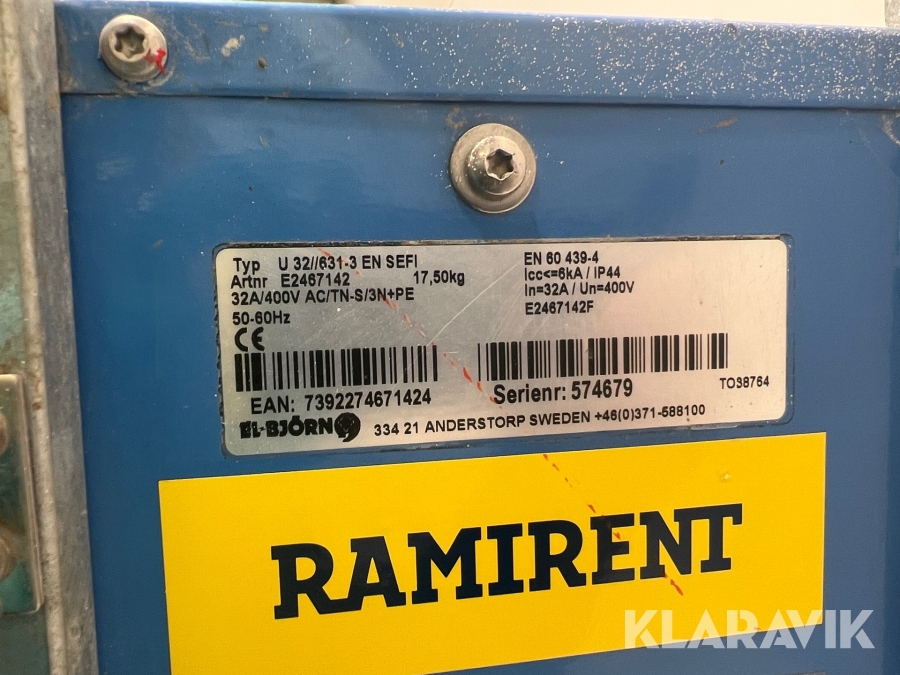 Typ U 32//631-3 EN SEFI
Artnr E2467142 17,50kg
32A/400V AC/TN-S/3N+PE
50-60Hz
CE
EN 60 439-4
Icc<=6kA / IP44
In=32A / Un=400V
E2467142F
EAN: 7392274671424
Serienr: 574679
TO38764
EL-BJÖRN
334 21 ANDERSTORP SWEDEN +46(0)371-588100
RAMIRENT
KLARAVIK